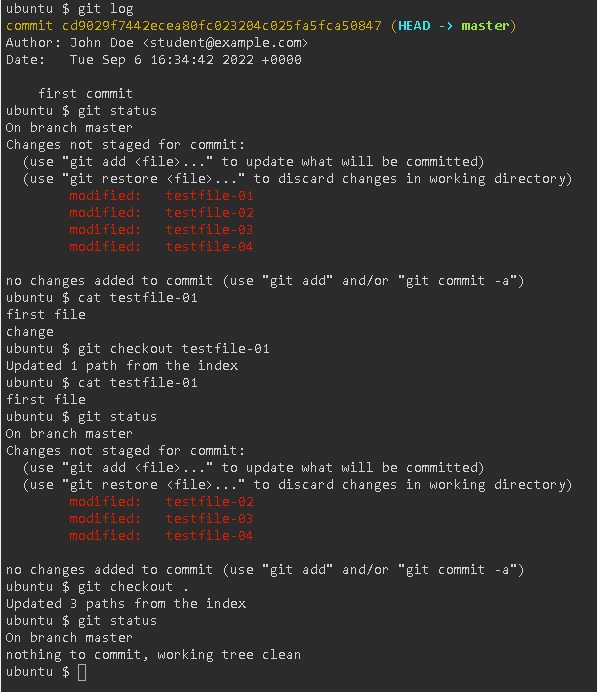 ubuntu $ git log
commit cd9029f7442ecea80fc023204c025fa5fca50847 (HEAD -> master)
Author: John Doe <student@example.com>
Date:   Tue Sep 6 16:34:42 2022 +0000

    first commit
ubuntu $ git status
On branch master
Changes not staged for commit:
  (use "git add <file>..." to update what will be committed)
  (use "git restore <file>..." to discard changes in working directory)
        modified:   testfile-01
        modified:   testfile-02
        modified:   testfile-03
        modified:   testfile-04

no changes added to commit (use "git add" and/or "git commit -a")
ubuntu $ cat testfile-01
first file
change
ubuntu $ git checkout testfile-01
Updated 1 path from the index
ubuntu $ cat testfile-01
first file
ubuntu $ git status
On branch master
Changes not staged for commit:
  (use "git add <file>..." to update what will be committed)
  (use "git restore <file>..." to discard changes in working directory)
        modified:   testfile-02
        modified:   testfile-03
        modified:   testfile-04

no changes added to commit (use "git add" and/or "git commit -a")
ubuntu $ git checkout .
Updated 3 paths from the index
ubuntu $ git status
On branch master
nothing to commit, working tree clean
ubuntu $